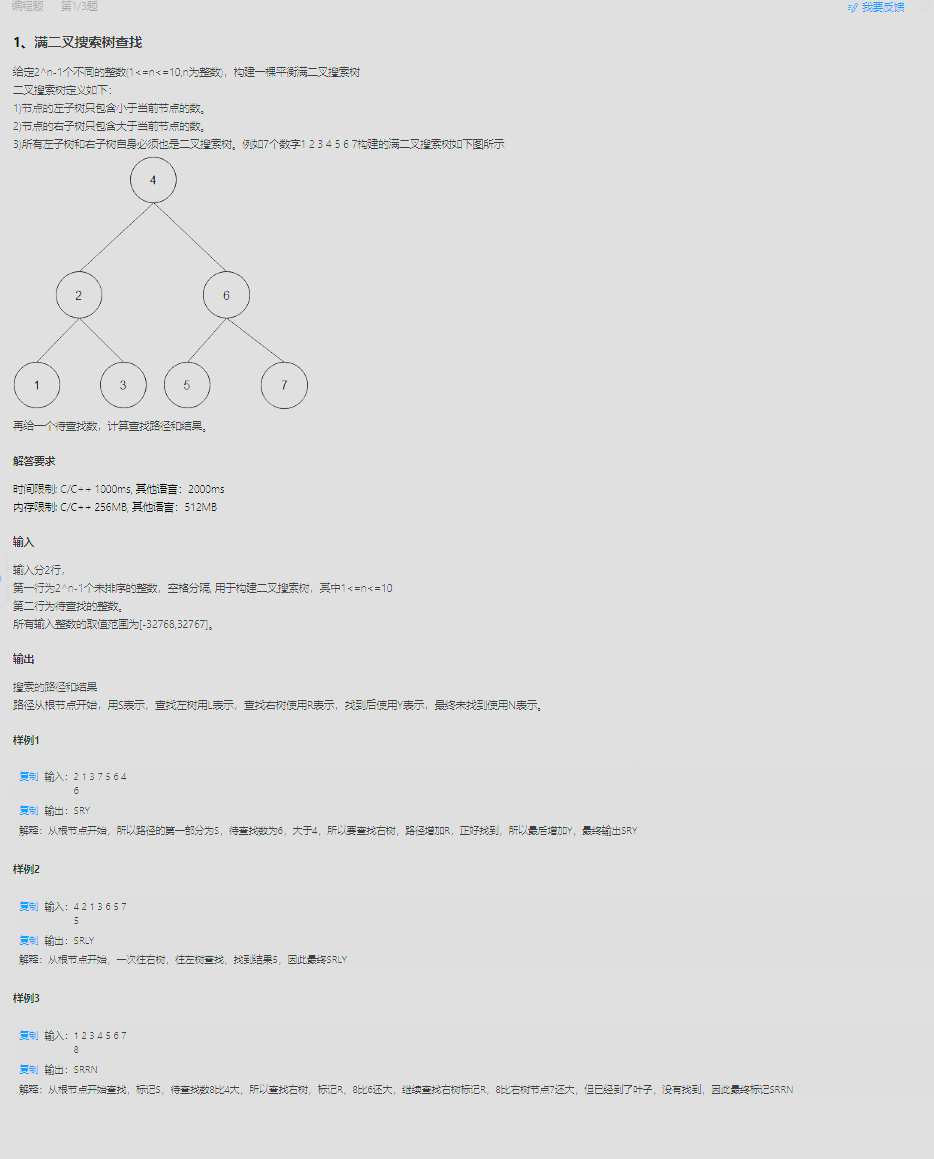 编程题 第1/3题 我要反馈
1、满二叉搜索树查找
给定2^n-1个不同的整数(1<=n<=10,n为整数)，构建一棵平衡满二叉搜索树
二叉搜索树定义如下：
1)节点的左子树只包含小于当前节点的数。
2)节点的右子树只包含大于当前节点的数。
3)所有左子树和右子树自身必须也是二叉搜索树。例如7个数字1 2 3 4 5 6 7构建的满二叉搜索树如下图所示
4
2 6
1 3 5 7
再给一个待查找数，计算查找路径和结果。
解答要求
时间限制: C/C++ 1000ms, 其他语言：2000ms
内存限制: C/C++ 256MB, 其他语言：512MB
输入
输入分2行，
第一行为2^n-1个未排序的整数，空格分隔, 用于构建二叉搜索树，其中1<=n<=10
第二行为待查找的整数。
所有输入整数的取值范围为[-32768,32767]。
输出
搜索的路径和结果
路径从根节点开始，用S表示，查找左树用L表示，查找右树使用R表示，找到后使用Y表示，最终未找到使用N表示。
样例1
复制 输入：2 1 3 7 5 6 4
6
复制 输出：SRY
解释：从根节点开始，所以路径的第一部分为S，待查找数为6，大于4，所以要查找右树，路径增加R，正好找到，所以最后增加Y，最终输出SRY
样例2
复制 输入：4 2 1 3 6 5 7
5
复制 输出：SRLY
解释：从根节点开始，一次往右树，往左树查找，找到结果5，因此最终SRLY
样例3
复制 输入：1 2 3 4 5 6 7
8
复制 输出：SRRN
解释：从根节点开始查找，标记S，待查找数8比4大，所以查找右树，标记R，8比6还大，继续查找右树标记R，8比右树节点7还大，但已经到了叶子，没有找到，因此最终标记SRRN